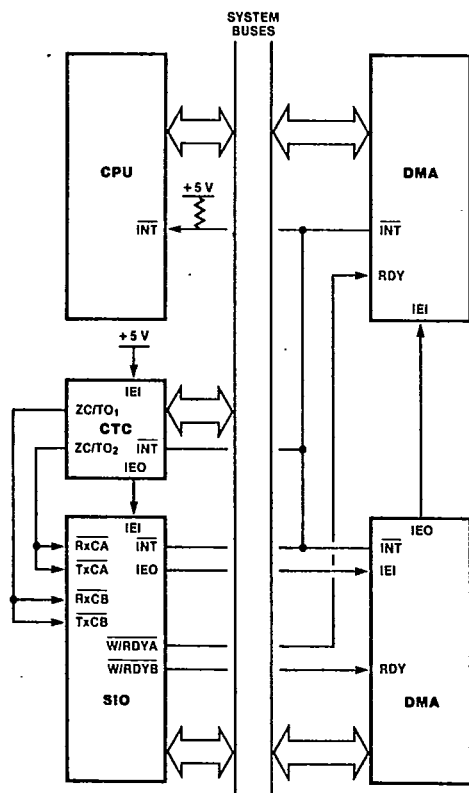 SYSTEM
BUSES
CPU
+5 V
INT
DMA
INT
RDY
IEI
+5 V
IEI
ZC/TO1
CTC
ZC/TO2
INT
IEO
IEI
RxCA
INT
TxCA
IEO
RxCB
TxCB
W/RDYA
W/RDYB
SIO
IEO
INT
IEI
RDY
DMA